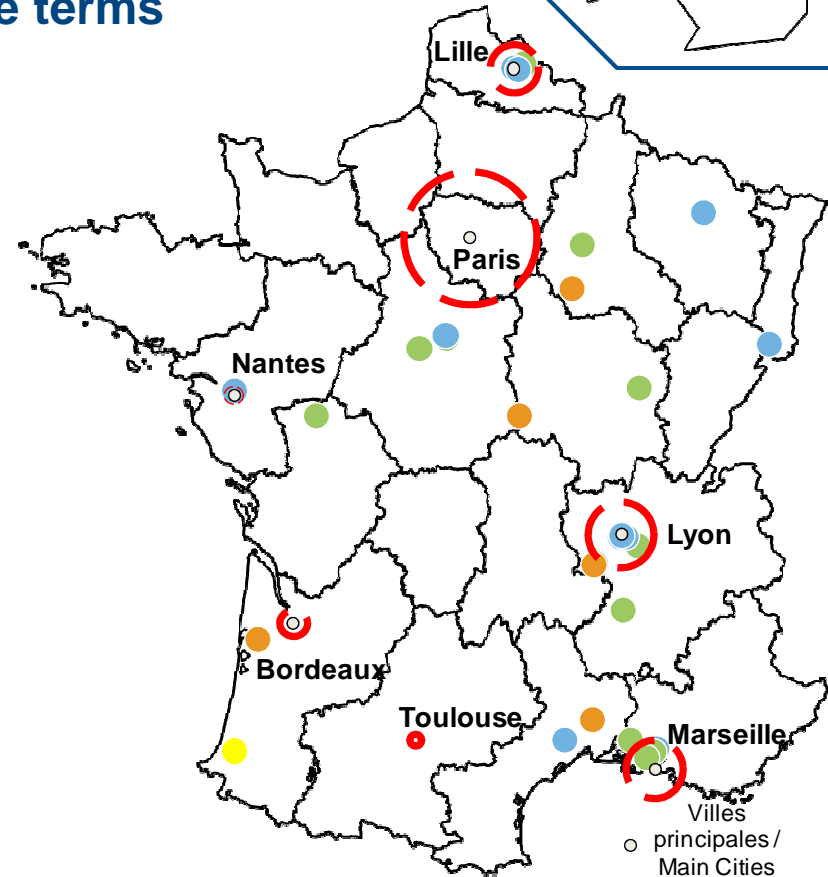 e terms
Lille
Paris
Nantes
Lyon
Bordeaux
Toulouse
Marseille
Villes
principales /
Main Cities